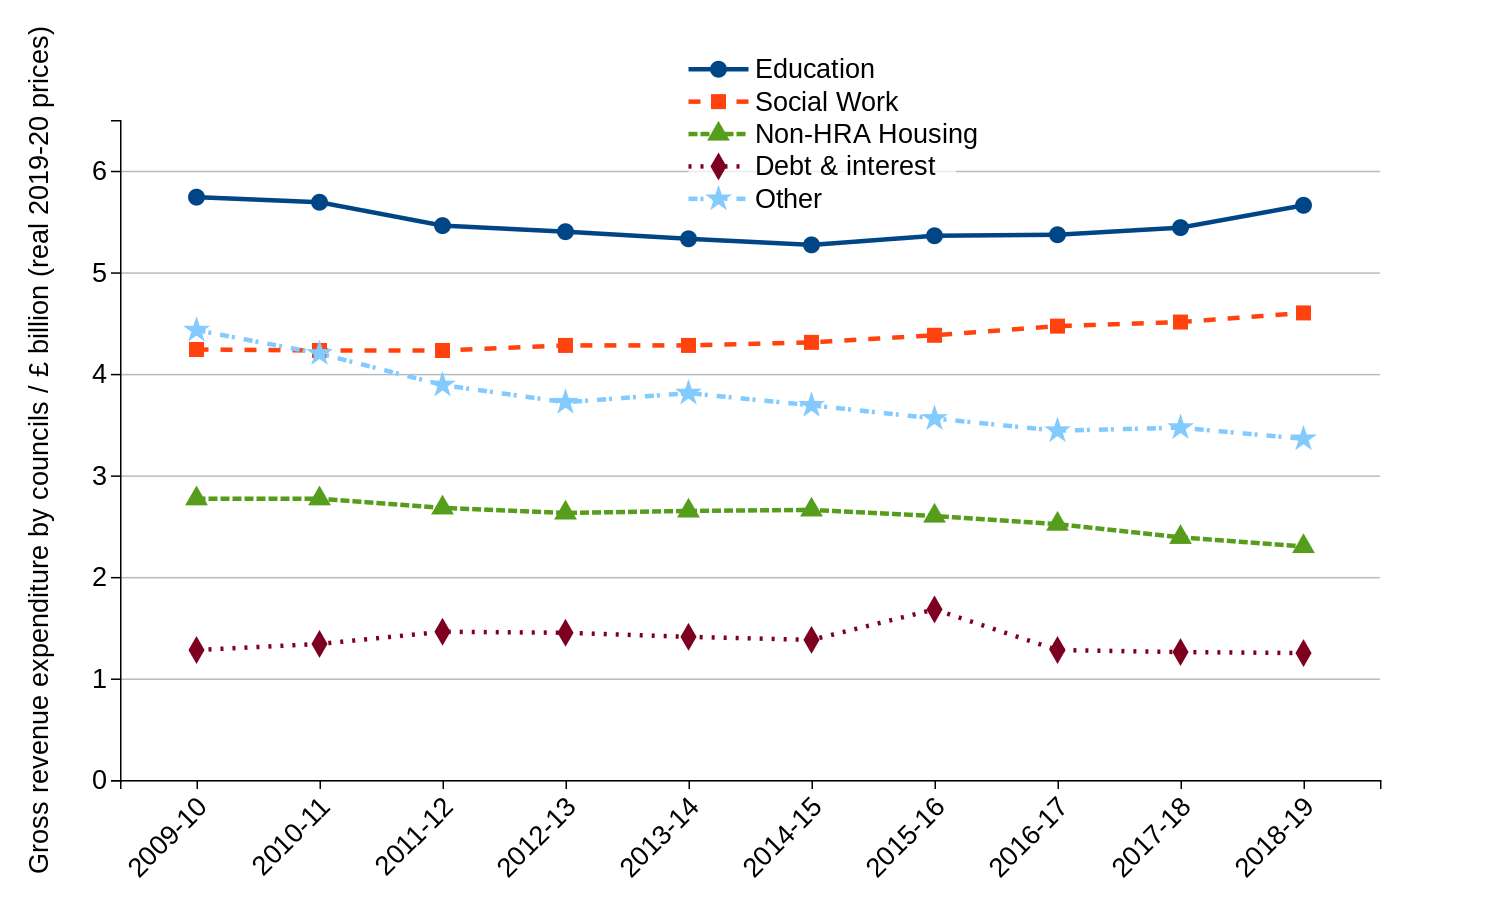 Gross revenue expenditure by councils / £ billion (real 2019-20 prices)
Education
Social Work
Non-HRA Housing
Debt & interest
Other
6
5
4
3
2
1
0
2009-10
2010-11
2011-12
2012-13
2013-14
2014-15
2015-16
2016-17
2017-18
2018-19